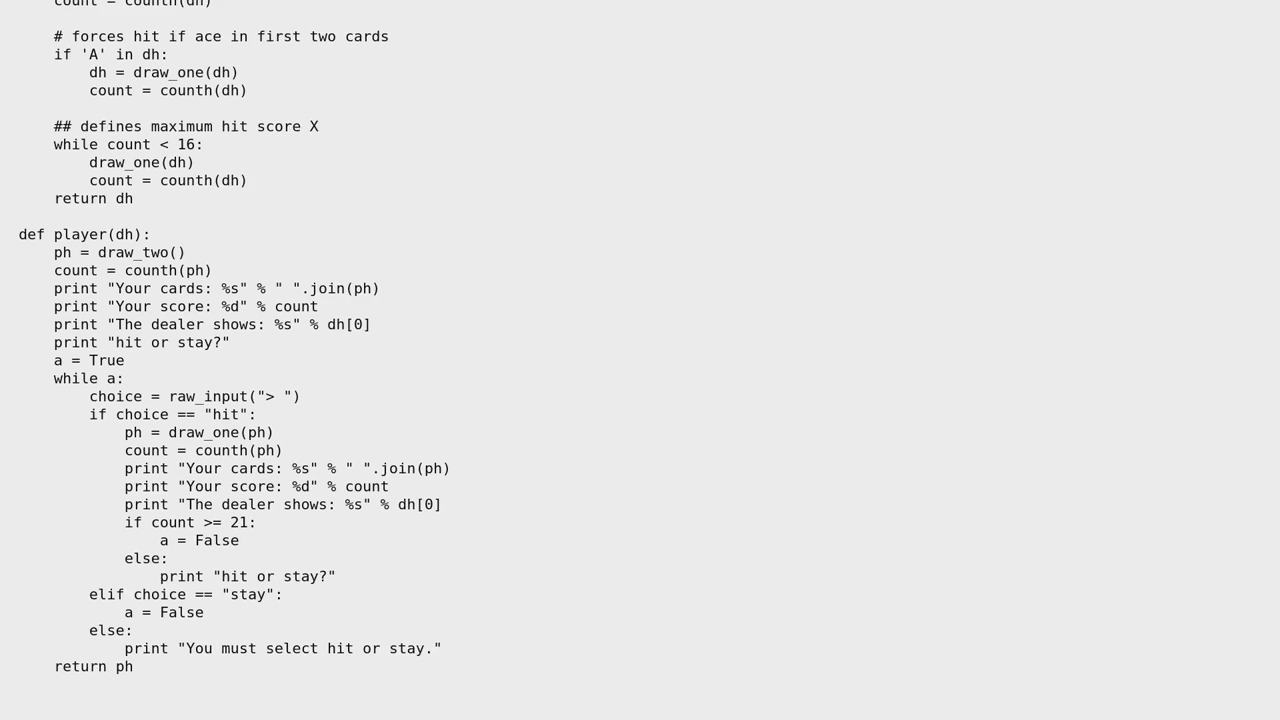 count = counth(dh)

    # forces hit if ace in first two cards
    if 'A' in dh:
        dh = draw_one(dh)
        count = counth(dh)

    ## defines maximum hit score X
    while count < 16:
        draw_one(dh)
        count = counth(dh)
    return dh

def player(dh):
    ph = draw_two()
    count = counth(ph)
    print "Your cards: %s" % " ".join(ph)
    print "Your score: %d" % count
    print "The dealer shows: %s" % dh[0]
    print "hit or stay?"
    a = True
    while a:
        choice = raw_input("> ")
        if choice == "hit":
            ph = draw_one(ph)
            count = counth(ph)
            print "Your cards: %s" % " ".join(ph)
            print "Your score: %d" % count
            print "The dealer shows: %s" % dh[0]
            if count >= 21:
                a = False
            else:
                print "hit or stay?"
        elif choice == "stay":
            a = False
        else:
            print "You must select hit or stay."
    return ph